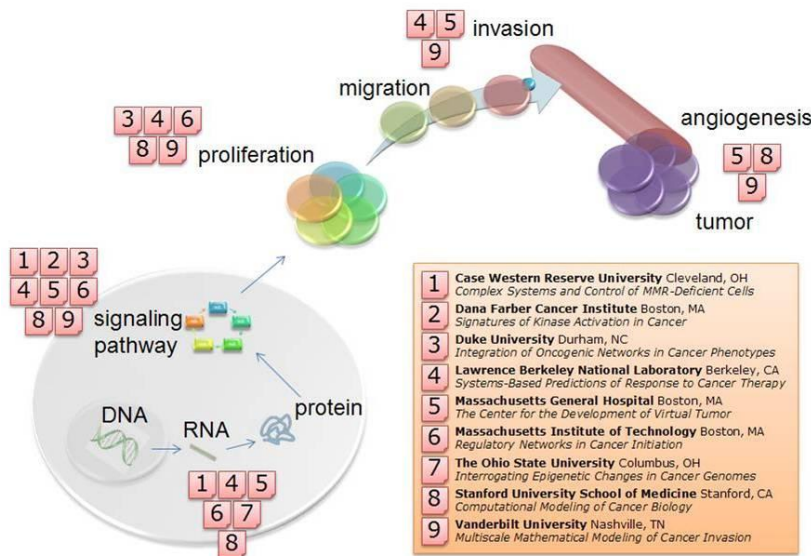 4 5
9
invasion
migration
3 4 6
8 9
proliferation
angiogenesis
5 8
9
tumor
1 2 3
4 5 6
8 9
signaling
pathway
DNA
RNA
protein
1 4 5
6 7
8
1 Case Western Reserve University Cleveland, OH
Complex Systems and Control of MMR-Deficient Cells
2 Dana Farber Cancer Institute Boston, MA
Signatures of Kinase Activation in Cancer
3 Duke University Durham, NC
Integration of Oncogenic Networks in Cancer Phenotypes
4 Lawrence Berkeley National Laboratory Berkeley, CA
Systems-Based Predictions of Response to Cancer Therapy
5 Massachusetts General Hospital Boston, MA
The Center for the Development of Virtual Tumor
6 Massachusetts Institute of Technology Boston, MA
Regulatory Networks in Cancer Initiation
7 The Ohio State University Columbus, OH
Interrogating Epigenetic Changes in Cancer Genomes
8 Stanford University School of Medicine Stanford, CA
Computational Modeling of Cancer Biology
9 Vanderbilt University Nashville, TN
Multiscale Mathematical Modeling of Cancer Invasion